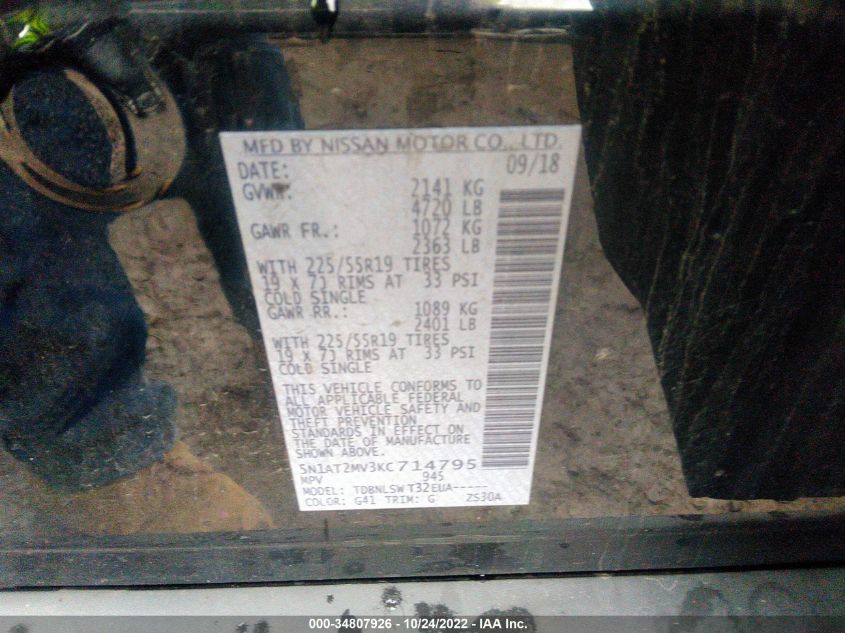 MFD BY NISSAN MOTOR CO., LTD.
DATE: 09/18
GVWR: 2141 KG
4720 LB
GAWR FR.: 1072 KG
2363 LB
WITH 225/55R19 TIRES
19 X 7J RIMS AT 33 PSI
COLD SINGLE
GAWR RR.: 1089 KG
2401 LB
WITH 225/55R19 TIRES
19 X 7J RIMS AT 33 PSI
COLD SINGLE
THIS VEHICLE CONFORMS TO
ALL APPLICABLE FEDERAL
MOTOR VEHICLE SAFETY AND
THEFT PREVENTION
STANDARDS IN EFFECT ON
THE DATE OF MANUFACTURE
SHOWN ABOVE.
5N1AT2MV3KC714795
MPV 945
MODEL: TDBNLSWT32EUA-----
COLOR: G41 TRIM: G ZS30A
000-34807926 - 10/24/2022 - IAA Inc.